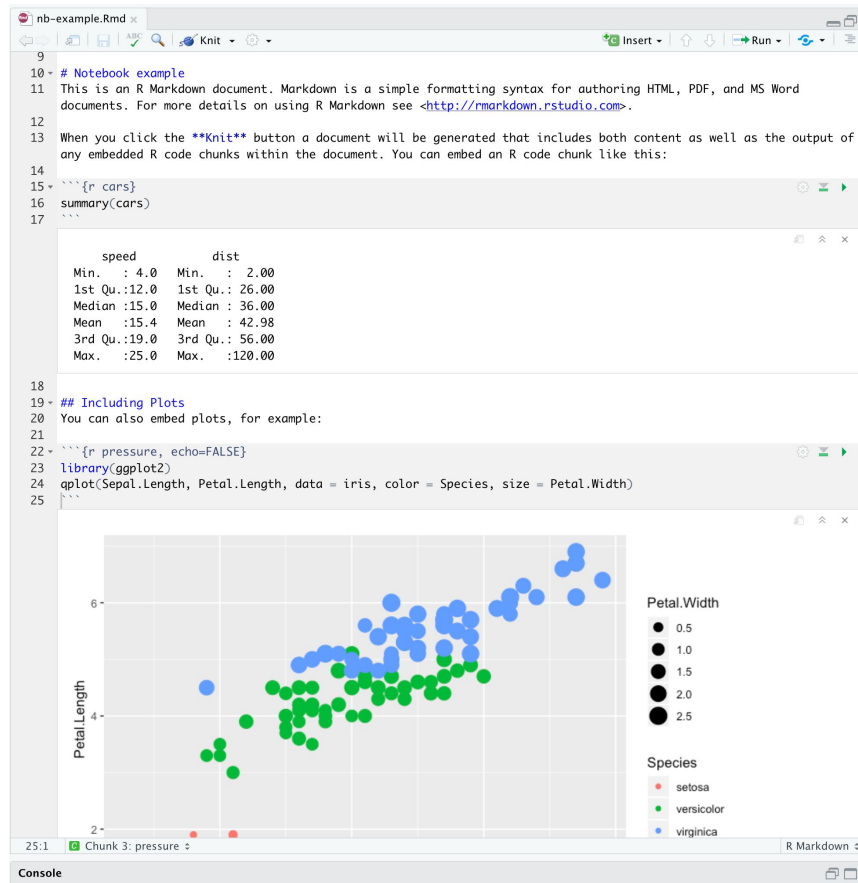 nb-example.Rmd ×
ABC Knit Insert Run
9
10 # Notebook example
11 This is an R Markdown document. Markdown is a simple formatting syntax for authoring HTML, PDF, and MS Word
documents. For more details on using R Markdown see <http://rmarkdown.rstudio.com>.
12
13 When you click the **Knit** button a document will be generated that includes both content as well as the output of
any embedded R code chunks within the document. You can embed an R code chunk like this:
14
15 ```{r cars}
16 summary(cars)
17 ```
speed dist
Min. : 4.0 Min. : 2.00
1st Qu.:12.0 1st Qu.: 26.00
Median :15.0 Median : 36.00
Mean :15.4 Mean : 42.98
3rd Qu.:19.0 3rd Qu.: 56.00
Max. :25.0 Max. :120.00
18
19 ## Including Plots
20 You can also embed plots, for example:
21
22 ```{r pressure, echo=FALSE}
23 library(ggplot2)
24 qplot(Sepal.Length, Petal.Length, data = iris, color = Species, size = Petal.Width)
25 ```
6
4
2
Petal.Length
Petal.Width
0.5
1.0
1.5
2.0
2.5
Species
setosa
versicolor
virginica
25:1 C Chunk 3: pressure R Markdown
Console